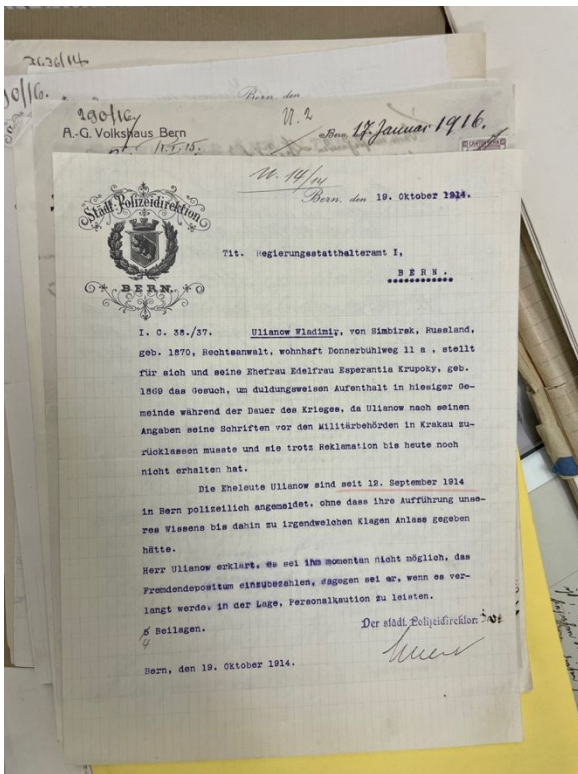 2636/14
90/16.
Bern, den
290/16.
N. 2
A.-G. Volkshaus Bern
Bern, 17. Januar 1916.
N. 14/14
Bern, den 19. Oktober 1914.
Städt. Polizeidirektion
BERN.
Tit. Regierungsstatthalteramt I,
BERN.
I. C. 38./37. Ulianow Wladimir, von Simbirsk, Russland,
geb. 1870, Rechtsanwalt, wohnhaft Donnerbühlweg 11 a , stellt
für sich und seine Ehefrau Edelfrau Esperantia Krupoky, geb.
1869 das Gesuch, um duldungsweisen Aufenthalt in hiesiger Ge-
meinde während der Dauer des Krieges, da Ulianow nach seinen
Angaben seine Schriften vor den Militärbehörden in Krakau zu-
rücklassen musste und sie trotz Reklamation bis heute noch
nicht erhalten hat.
Die Eheleute Ulianow sind seit 12. September 1914
in Bern polizeilich angemeldet, ohne dass ihre Aufführung unse-
res Wissens bis dahin zu irgendwelchen Klagen Anlass gegeben
hätte.
Herr Ulianow erklärt, es sei ihm momentan nicht möglich, das
Fremdendepositum einzubezahlen, dagegen sei er, wenn es ver-
langt werde, in der Lage, Personalkaution zu leisten.
4 Beilagen.
Der städt. Polizeidirektor:
Bern, den 19. Oktober 1914.